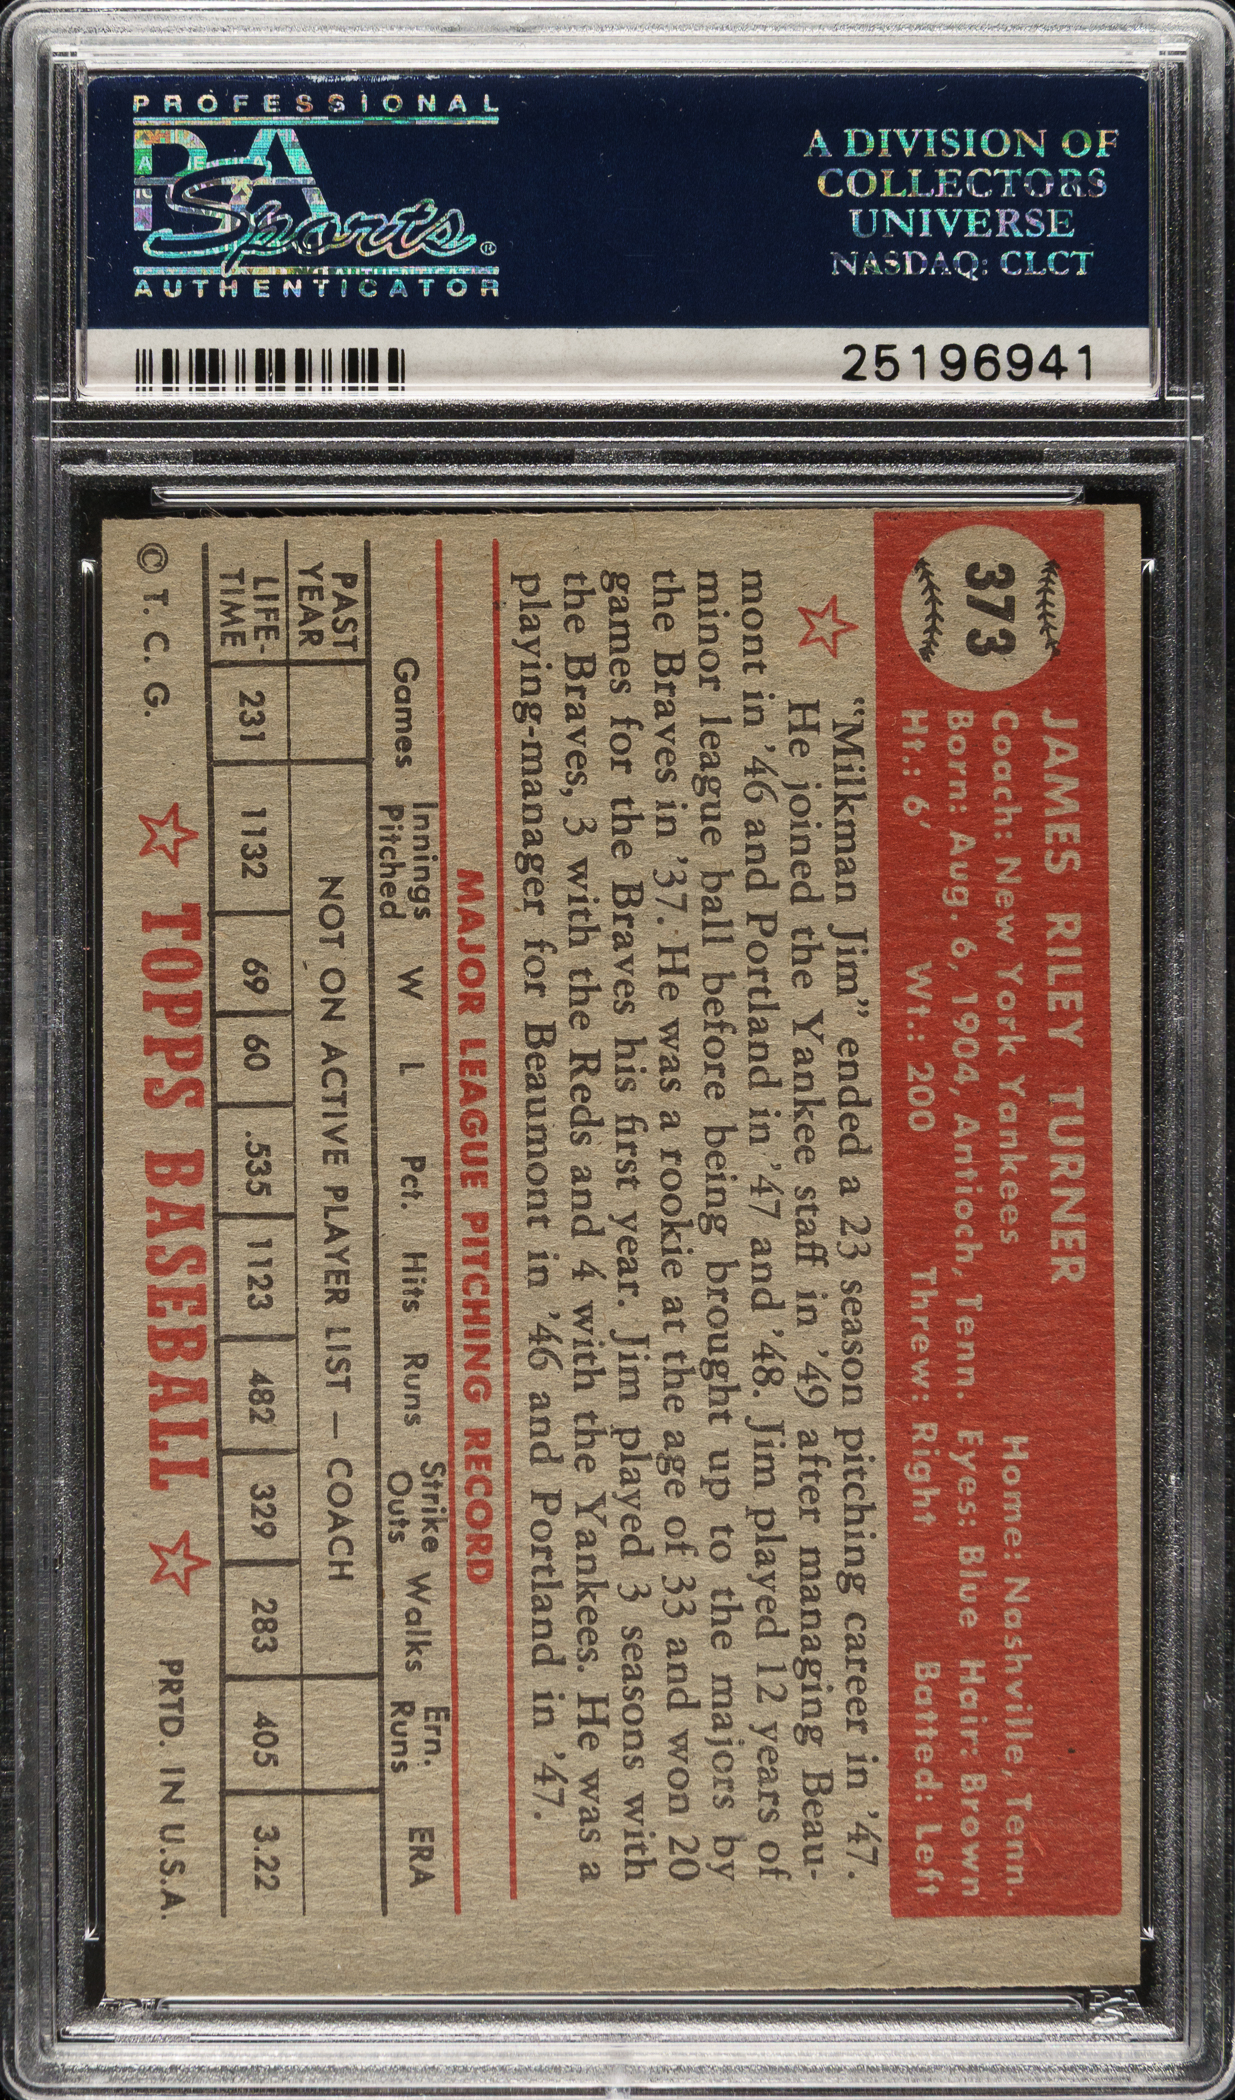 PROFESSIONAL
PSA
Sports®
AUTHENTICATOR
A DIVISION OF
COLLECTORS
UNIVERSE
NASDAQ: CLCT
25196941
373
JAMES RILEY TURNER
Coach: New York Yankees Home: Nashville, Tenn.
Born: Aug. 6, 1904, Antioch, Tenn. Eyes: Blue Hair: Brown
Ht.: 6' Wt.: 200 Threw: Right Batted: Left
"Milkman Jim" ended a 23 season pitching career in '47.
He joined the Yankee staff in '49 after managing Beau-
mont in '46 and Portland in '47 and '48. Jim played 12 years of
minor league ball before being brought up to the majors by
the Braves in '37. He was a rookie at the age of 33 and won 20
games for the Braves his first year. Jim played 3 seasons with
the Braves, 3 with the Reds and 4 with the Yankees. He was a
playing-manager for Beaumont in '46 and Portland in '47.
MAJOR LEAGUE PITCHING RECORD
Games Innings Pitched W L Pct. Hits Runs Strike Outs Walks Ern. Runs ERA
PAST YEAR NOT ON ACTIVE PLAYER LIST — COACH
LIFE-TIME 231 1132 69 60 .535 1123 482 329 283 405 3.22
© T. C. G. TOPPS BASEBALL PRTD. IN U.S.A.
PSA